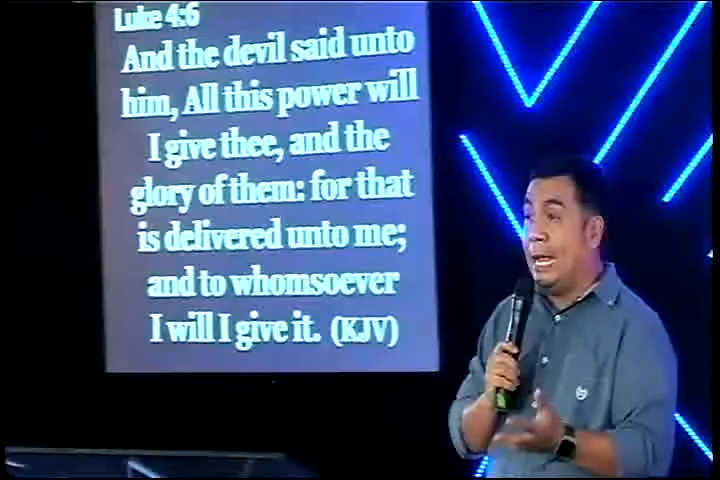 Luke 4:6
And the devil said unto
him, All this power will
I give thee, and the
glory of them: for that
is delivered unto me;
and to whomsoever
I will I give it. (KJV)